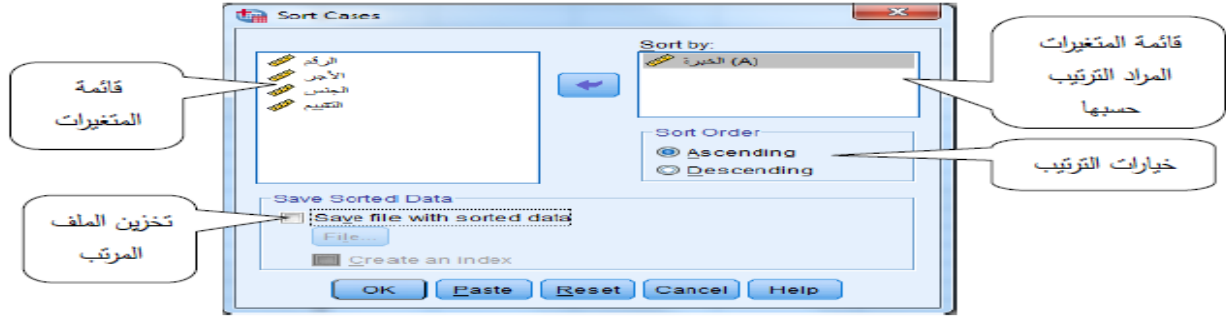 Sort Cases
الرقم
الأجر
الجنس
التقييم
Sort by:
الخبرة (A)
Sort Order
Ascending
Descending
Save Sorted Data
Save file with sorted data
File...
Create an index
OK
Paste
Reset
Cancel
Help
قائمة
المتغيرات
قائمة المتغيرات
المراد الترتيب
حسبها
خيارات الترتيب
تخزين الملف
المرتب